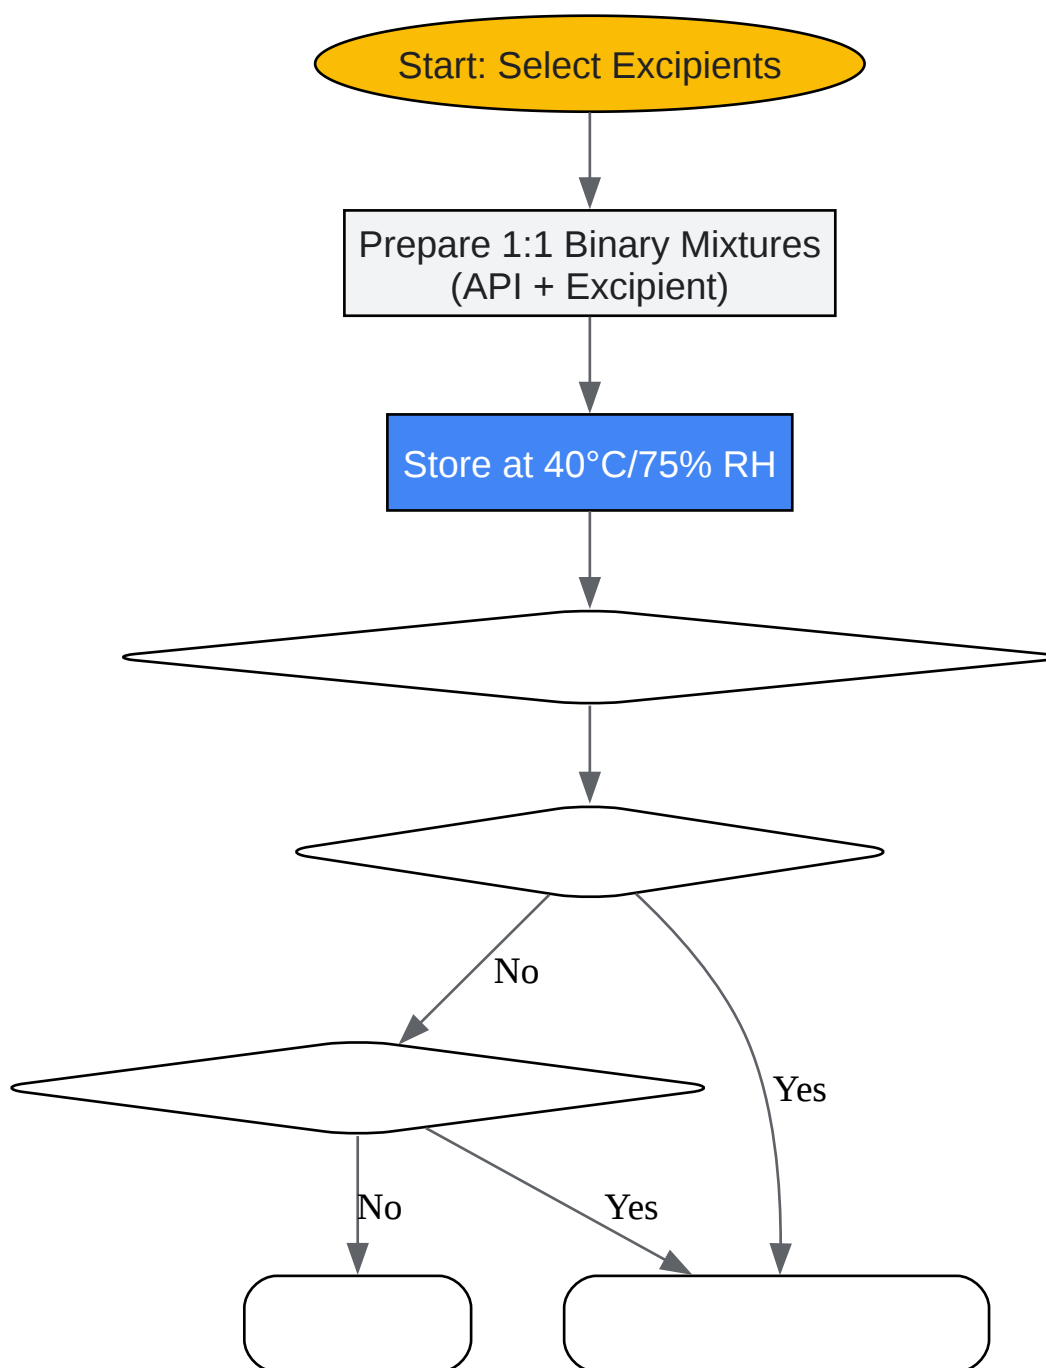 Start: Select Excipients
Prepare 1:1 Binary Mixtures
(API + Excipient)
Store at 40°C/75% RH
No
Yes
No
Yes